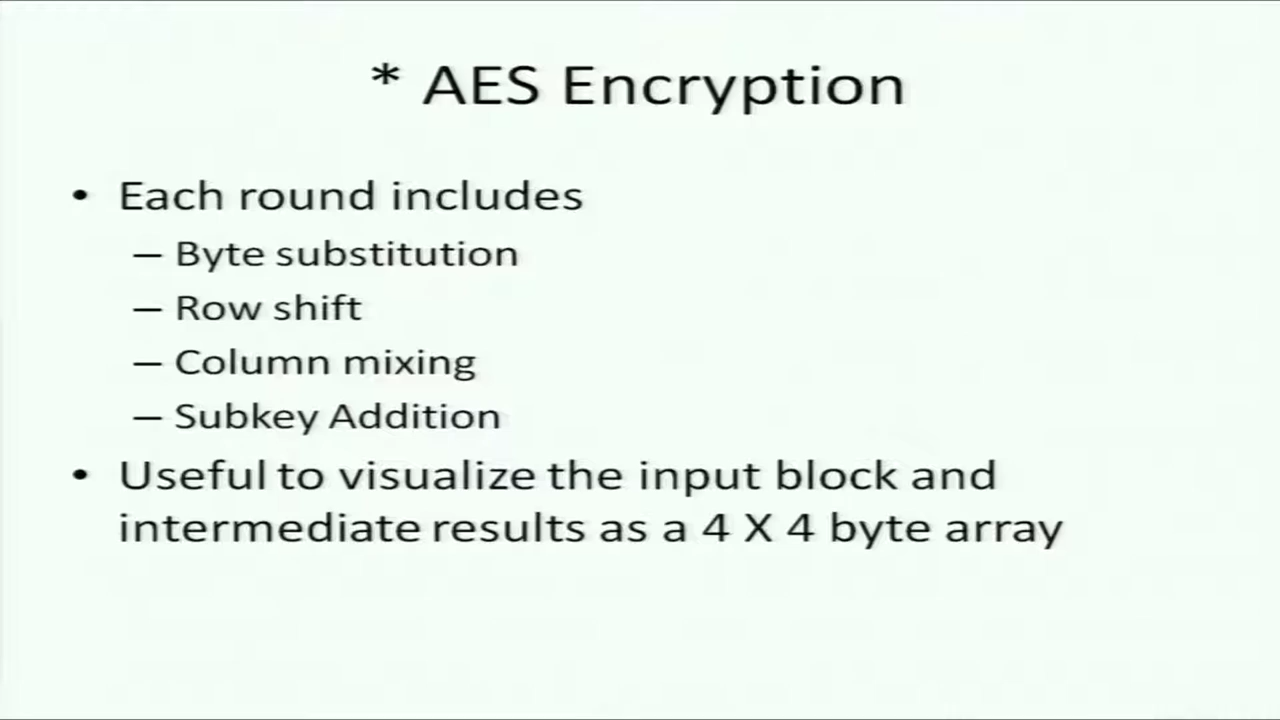 * AES Encryption
• Each round includes
– Byte substitution
– Row shift
– Column mixing
– Subkey Addition
• Useful to visualize the input block and
intermediate results as a 4 X 4 byte array